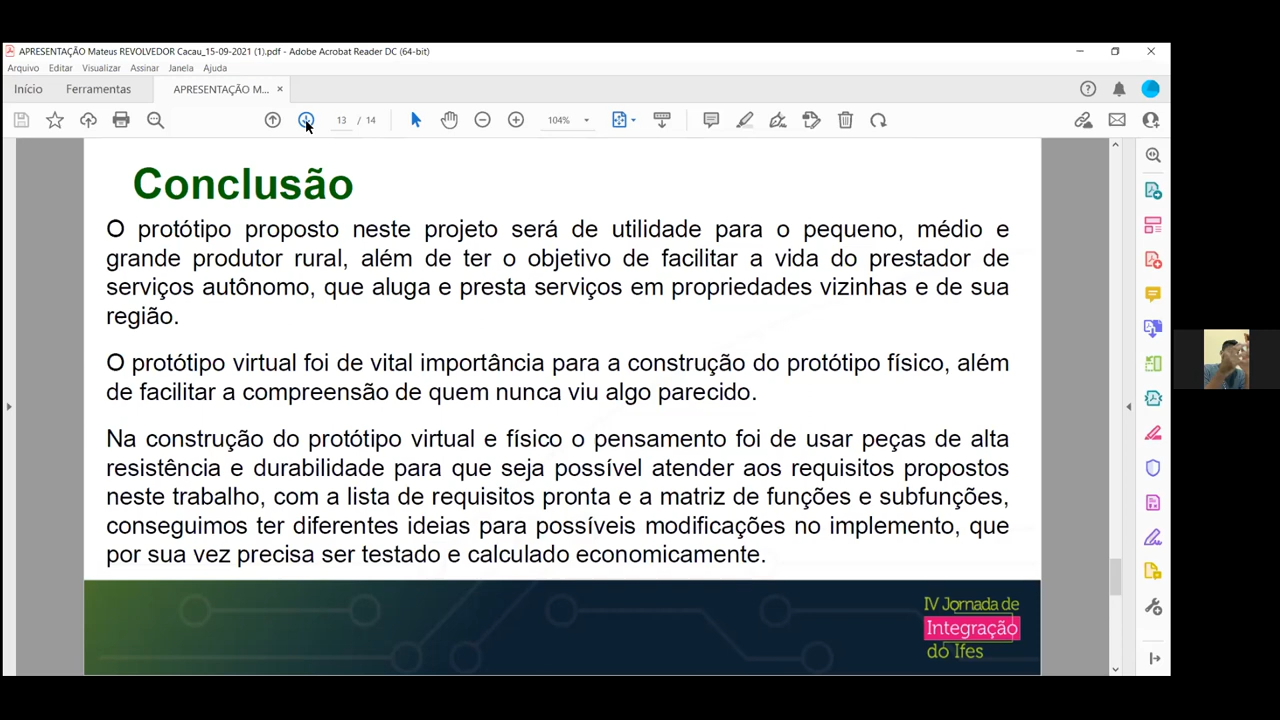 APRESENTAÇÃO Mateus REVOLVEDOR Cacau_15-09-2021 (1).pdf - Adobe Acrobat Reader DC (64-bit)
Arquivo Editar Visualizar Assinar Janela Ajuda
Início Ferramentas APRESENTAÇÃO M... ×
13 / 14 104%
Conclusão
O protótipo proposto neste projeto será de utilidade para o pequeno, médio e
grande produtor rural, além de ter o objetivo de facilitar a vida do prestador de
serviços autônomo, que aluga e presta serviços em propriedades vizinhas e de sua
região.
O protótipo virtual foi de vital importância para a construção do protótipo físico, além
de facilitar a compreensão de quem nunca viu algo parecido.
Na construção do protótipo virtual e físico o pensamento foi de usar peças de alta
resistência e durabilidade para que seja possível atender aos requisitos propostos
neste trabalho, com a lista de requisitos pronta e a matriz de funções e subfunções,
conseguimos ter diferentes ideias para possíveis modificações no implemento, que
por sua vez precisa ser testado e calculado economicamente.
IV Jornada de
Integração
do Ifes